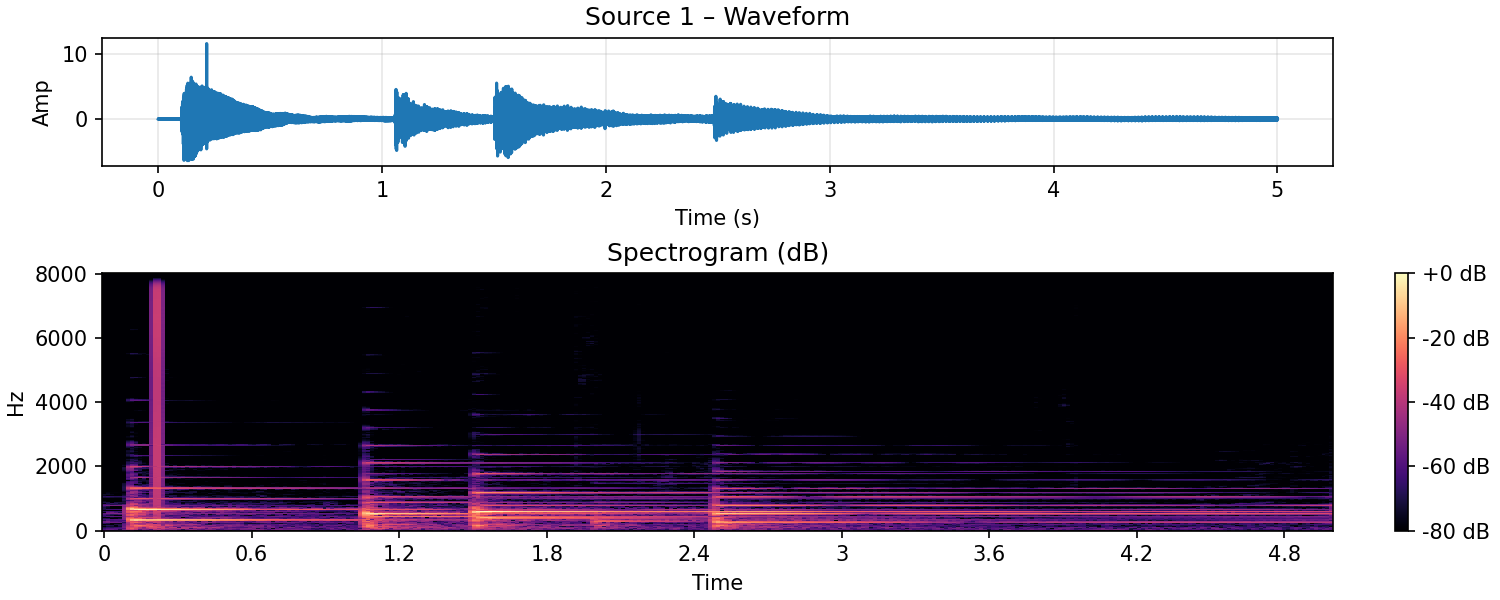 Source 1 – Waveform
10
0
Amp
0 1 2 3 4 5
Time (s)
Spectrogram (dB)
8000
6000
4000
2000
0
Hz
0 0.6 1.2 1.8 2.4 3 3.6 4.2 4.8
Time
+0 dB
-20 dB
-40 dB
-60 dB
-80 dB